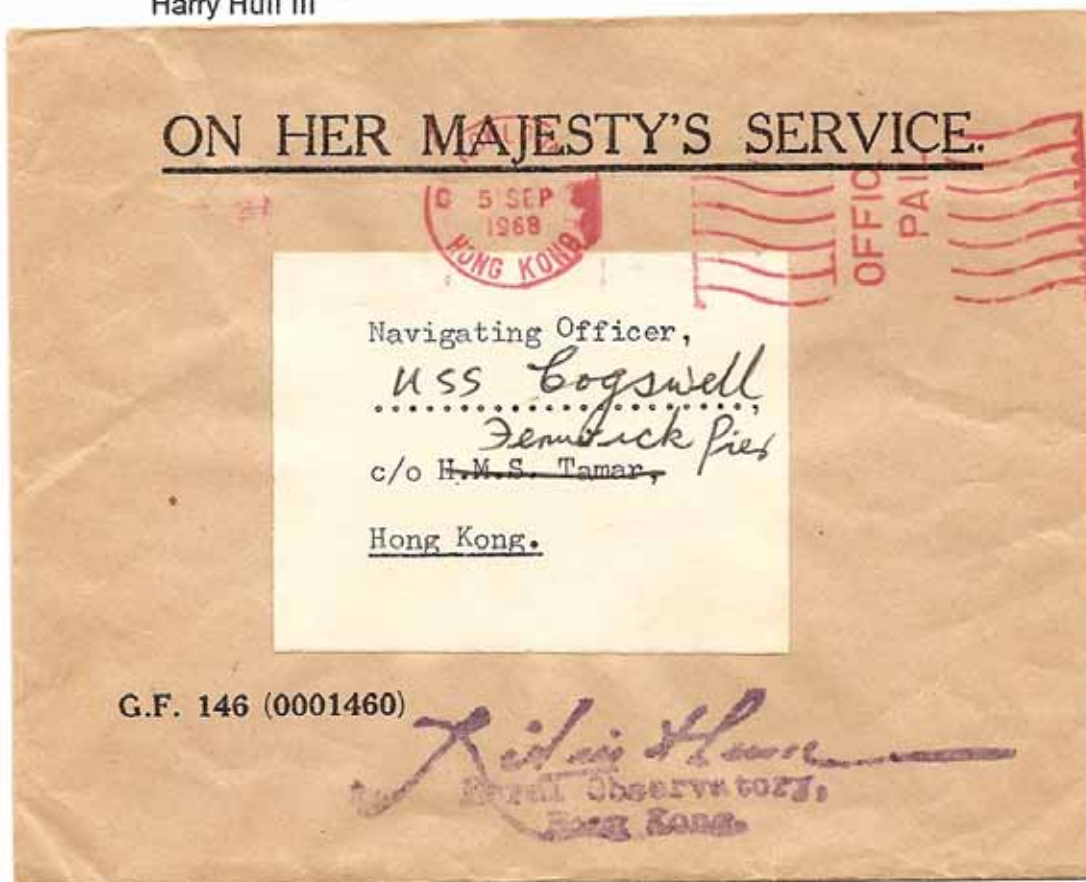 Harry Hull III
ON HER MAJESTY'S SERVICE.
5 SEP
1968
HONG KONG
OFFIC
PAI
Navigating Officer,
USS Cogswell
Fenwick Pier
c/o H.M.S. Tamar,
Hong Kong.
G.F. 146 (0001460)
Royal Observatory,
Hong Kong.